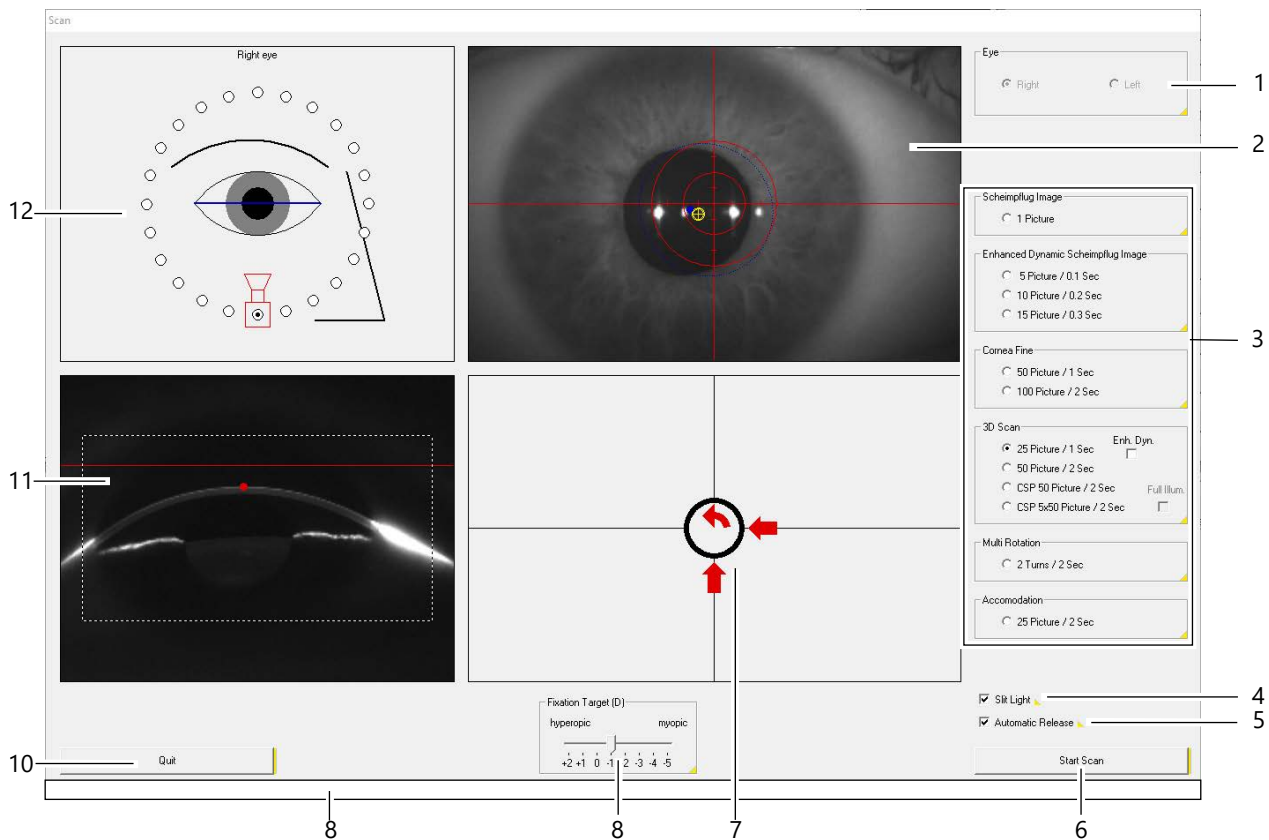 Scan
Right eye
Eye
Right Left
1
2
Scheimpflug Image
1 Picture
Enhanced Dynamic Scheimpflug Image
5 Picture / 0.1 Sec
10 Picture / 0.2 Sec
15 Picture / 0.3 Sec
3
Cornea Fine
50 Picture / 1 Sec
100 Picture / 2 Sec
3D Scan
25 Picture / 1 Sec Enh. Dyn.
50 Picture / 2 Sec
CSP 50 Picture / 2 Sec Full Illum.
CSP 5x50 Picture / 2 Sec
Multi Rotation
2 Turns / 2 Sec
Accomodation
25 Picture / 2 Sec
12
11
Fixation Target (D)
hyperopic myopic
+2 +1 0 -1 2 -3 -4 -5
Slit Light
4
Automatic Release
5
10
Quit
Start Scan
8
8
7
6